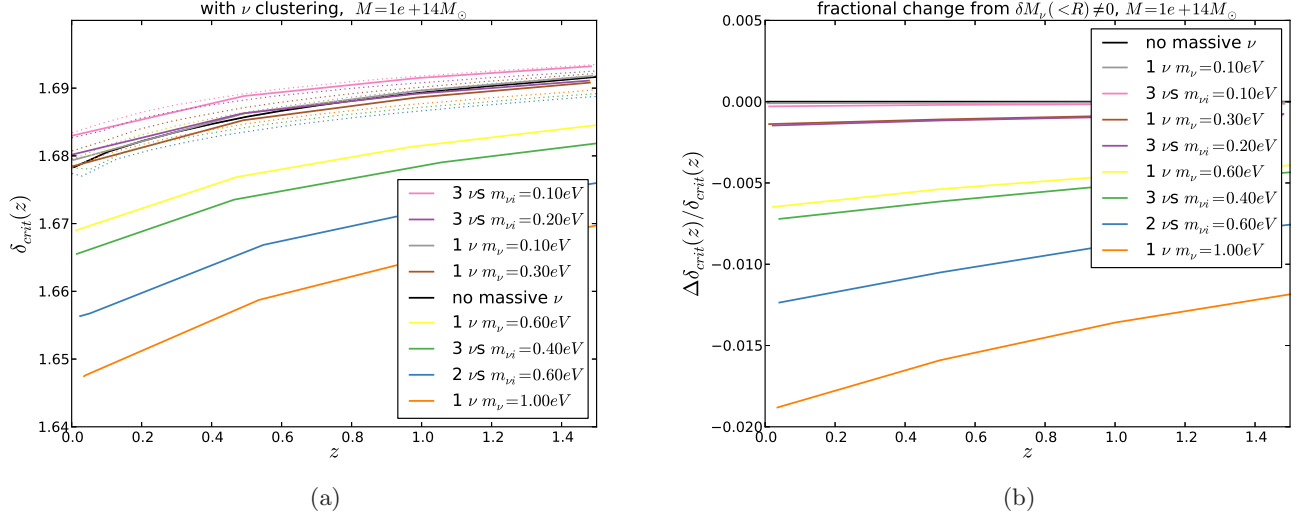 with ν clustering, M=1e+14M⊙
δcrit(z)
1.69
1.68
1.67
1.66
1.65
1.64
3 νs mνi=0.10eV
3 νs mνi=0.20eV
1 ν mν=0.10eV
1 ν mν=0.30eV
no massive ν
1 ν mν=0.60eV
3 νs mνi=0.40eV
2 νs mνi=0.60eV
1 ν mν=1.00eV
0.0 0.2 0.4 0.6 0.8 1.0 1.2 1.4
z
(a)
fractional change from δMν(<R)≠0, M=1e+14M⊙
Δδcrit(z)/δcrit(z)
0.005
0.000
−0.005
−0.010
−0.015
−0.020
no massive ν
1 ν mν=0.10eV
3 νs mνi=0.10eV
1 ν mν=0.30eV
3 νs mνi=0.20eV
1 ν mν=0.60eV
3 νs mνi=0.40eV
2 νs mνi=0.60eV
1 ν mν=1.00eV
0.0 0.2 0.4 0.6 0.8 1.0 1.2 1.4
z
(b)